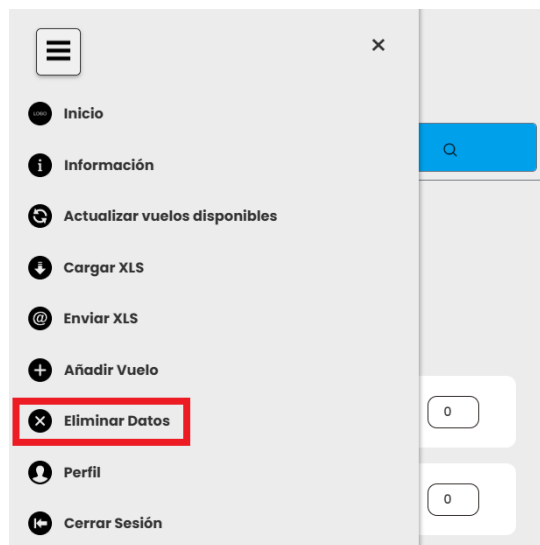 LOGO
Inicio
Información
Actualizar vuelos disponibles
Cargar XLS
Enviar XLS
Añadir Vuelo
0
Eliminar Datos
Perfil
0
Cerrar Sesión